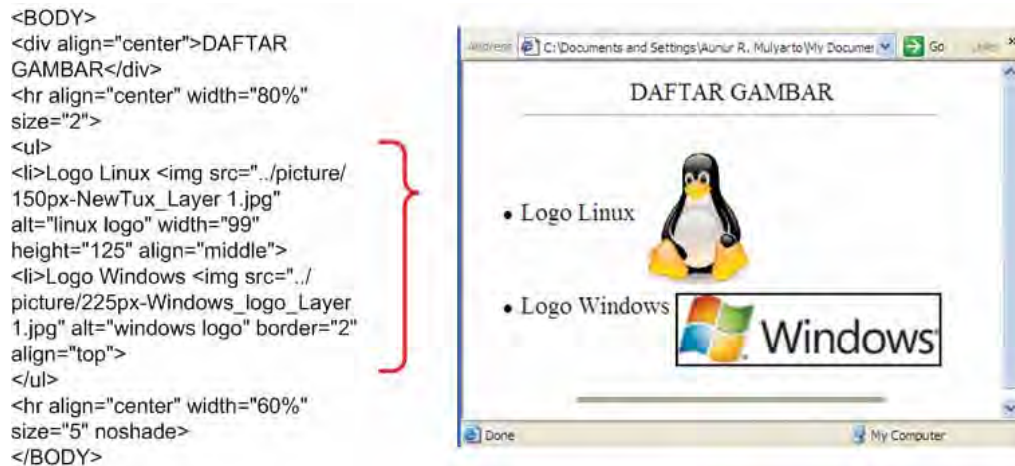 <BODY>
<div align="center">DAFTAR
GAMBAR</div>
<hr align="center" width="80%"
size="2">
<ul>
<li>Logo Linux <img src="../picture/
150px-NewTux_Layer 1.jpg"
alt="linux logo" width="99"
height="125" align="middle">
<li>Logo Windows <img src="../
picture/225px-Windows_logo_Layer
1.jpg" alt="windows logo" border="2"
align="top">
</ul>
<hr align="center" width="60%"
size="5" noshade>
</BODY>
Address C:\Documents and Settings\Aunur R. Mulyarto\My Documen Go Links
DAFTAR GAMBAR
• Logo Linux
• Logo Windows
Windows
Done My Computer